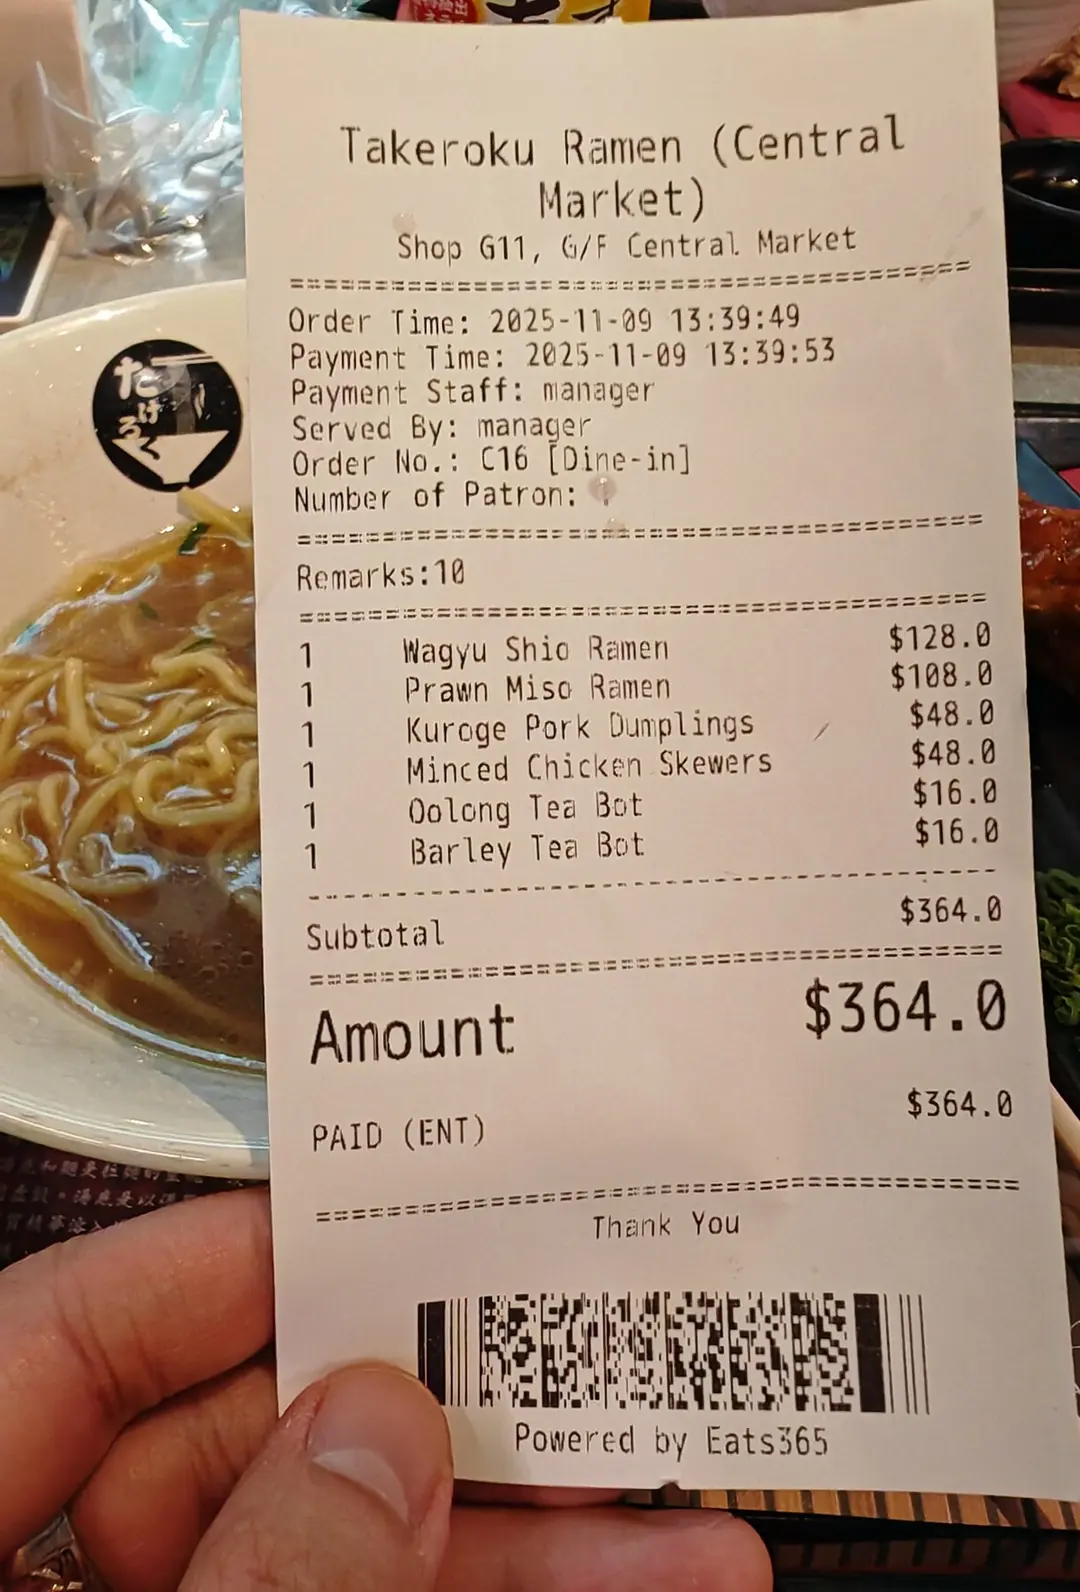 Takeroku Ramen (Central
Market)
Shop G11, G/F Central Market
Order Time: 2025-11-09 13:39:49
Payment Time: 2025-11-09 13:39:53
Payment Staff: manager
Served By: manager
Order No.: C16 [Dine-in]
Number of Patron:
Remarks:10
1 Wagyu Shio Ramen $128.0
1 Prawn Miso Ramen $108.0
1 Kuroge Pork Dumplings $48.0
1 Minced Chicken Skewers $48.0
1 Oolong Tea Bot $16.0
1 Barley Tea Bot $16.0
Subtotal $364.0
Amount $364.0
PAID (ENT) $364.0
Thank You
Powered by Eats365
たけろく